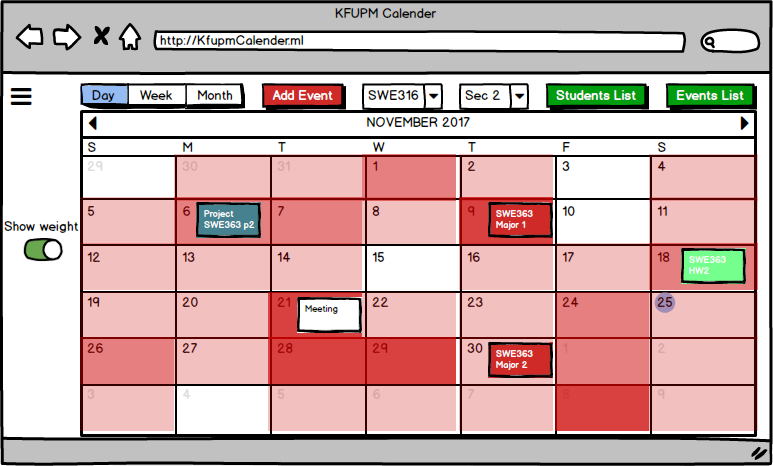 KFUPM Calender
http://KfupmCalender.ml
Day Week Month Add Event SWE316 Sec 2 Students List Events List
NOVEMBER 2017
S M T W T F S
29 30 31 1 2 3 4
5 6 7 8 9 10 11
Project
SWE363 p2
SWE363
Major 1
Show weight
12 13 14 15 16 17 18
SWE363
HW2
19 20 21 22 23 24 25
Meeting
26 27 28 29 30 1 2
SWE363
Major 2
3 4 5 6 7 8 9